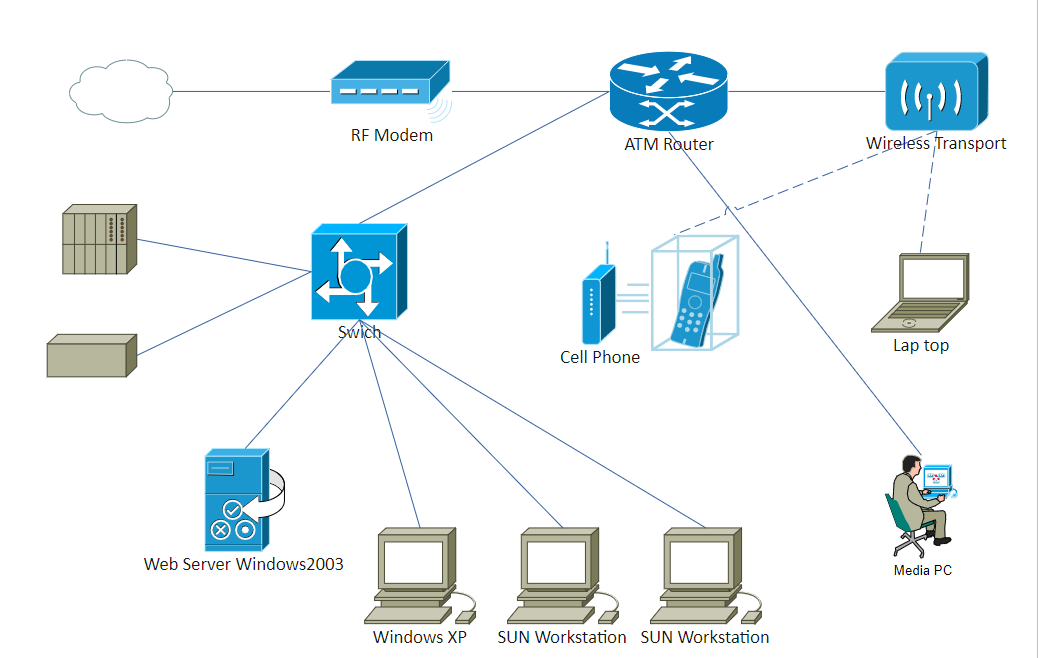 RF Modem
ATM Router
Wireless Transport
Swich
Cell Phone
Lap top
Web Server Windows2003
Media PC
Windows XP
SUN Workstation
SUN Workstation